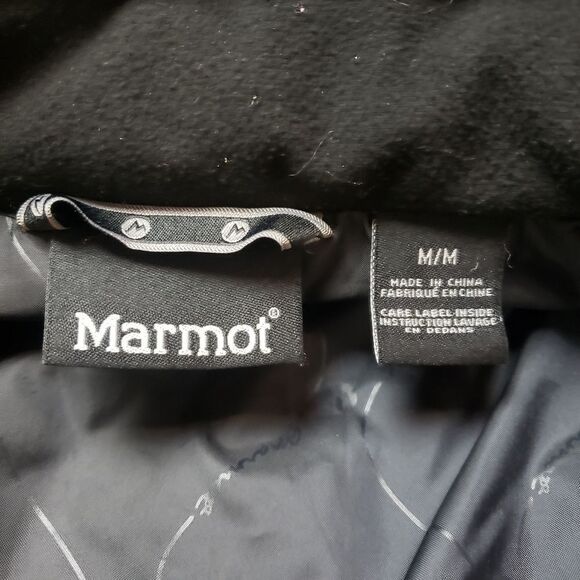 Marmot®
M/M
MADE IN CHINA
FABRIQUÉ EN CHINE
CARE LABEL INSIDE
INSTRUCTION LAVAGE
EN DEDANS